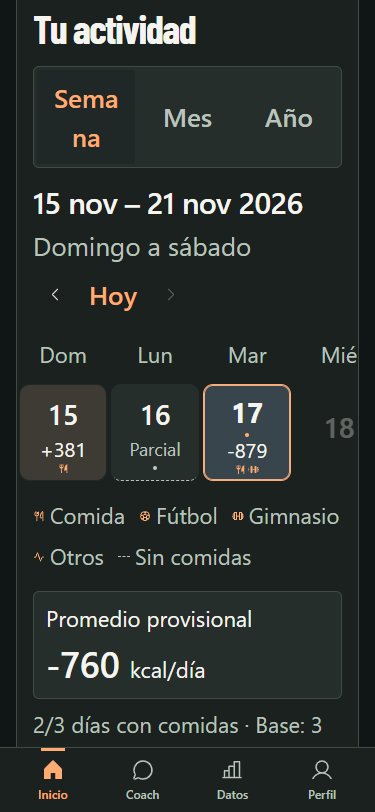 Tu actividad
Sema
na
Mes
Año
15 nov – 21 nov 2026
Domingo a sábado
Hoy
Dom Lun Mar Mié
15 16 17 18
+381 Parcial -879
Comida Fútbol Gimnasio
Otros Sin comidas
Promedio provisional
-760 kcal/día
2/3 días con comidas · Base: 3
Inicio Coach Datos Perfil